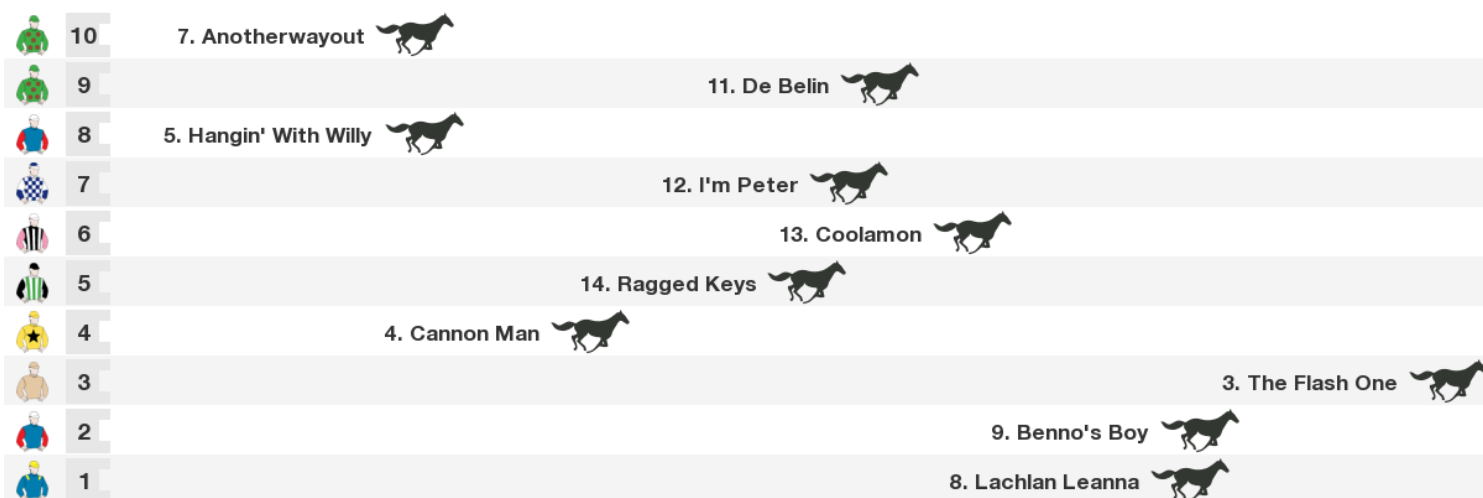 10 7. Anotherwayout
9 11. De Belin
8 5. Hangin' With Willy
7 12. I'm Peter
6 13. Coolamon
5 14. Ragged Keys
4 4. Cannon Man
3 3. The Flash One
2 9. Benno's Boy
1 8. Lachlan Leanna